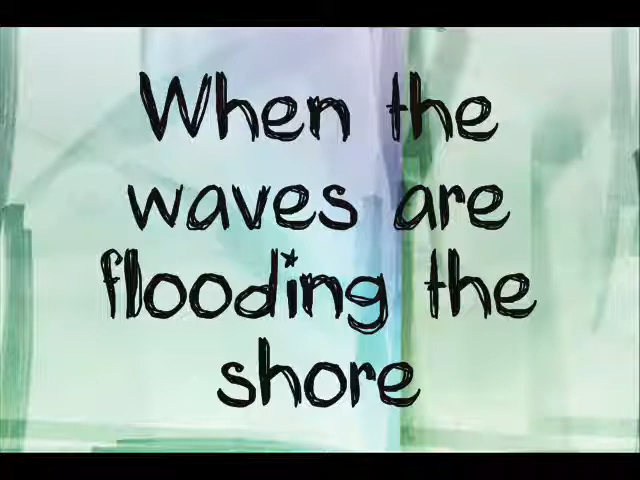 When the
waves are
flooding the
shore